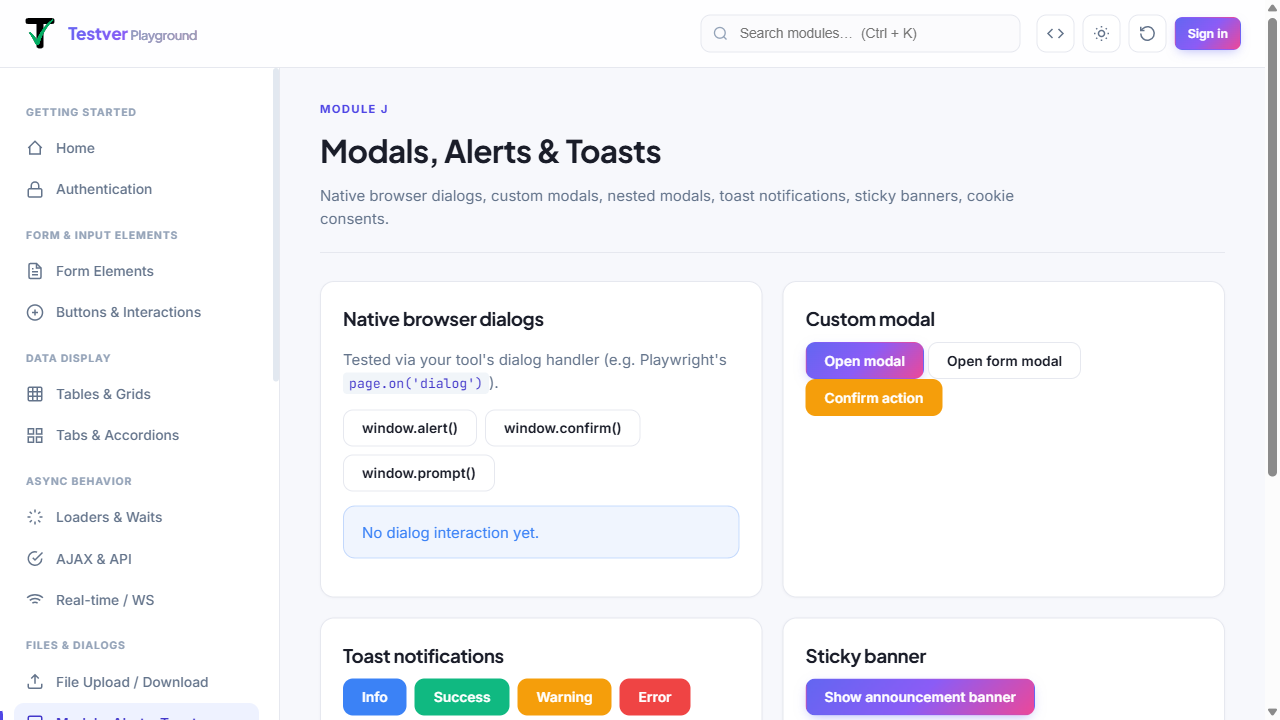 Testver Playground
Search modules… (Ctrl + K)
Sign in
GETTING STARTED
Home
Authentication
FORM & INPUT ELEMENTS
Form Elements
Buttons & Interactions
DATA DISPLAY
Tables & Grids
Tabs & Accordions
ASYNC BEHAVIOR
Loaders & Waits
AJAX & API
Real-time / WS
FILES & DIALOGS
File Upload / Download
MODULE J
Modals, Alerts & Toasts
Native browser dialogs, custom modals, nested modals, toast notifications, sticky banners, cookie
consents.
Native browser dialogs
Tested via your tool's dialog handler (e.g. Playwright's
page.on('dialog') ).
window.alert()
window.confirm()
window.prompt()
No dialog interaction yet.
Custom modal
Open modal
Open form modal
Confirm action
Toast notifications
Info
Success
Warning
Error
Sticky banner
Show announcement banner